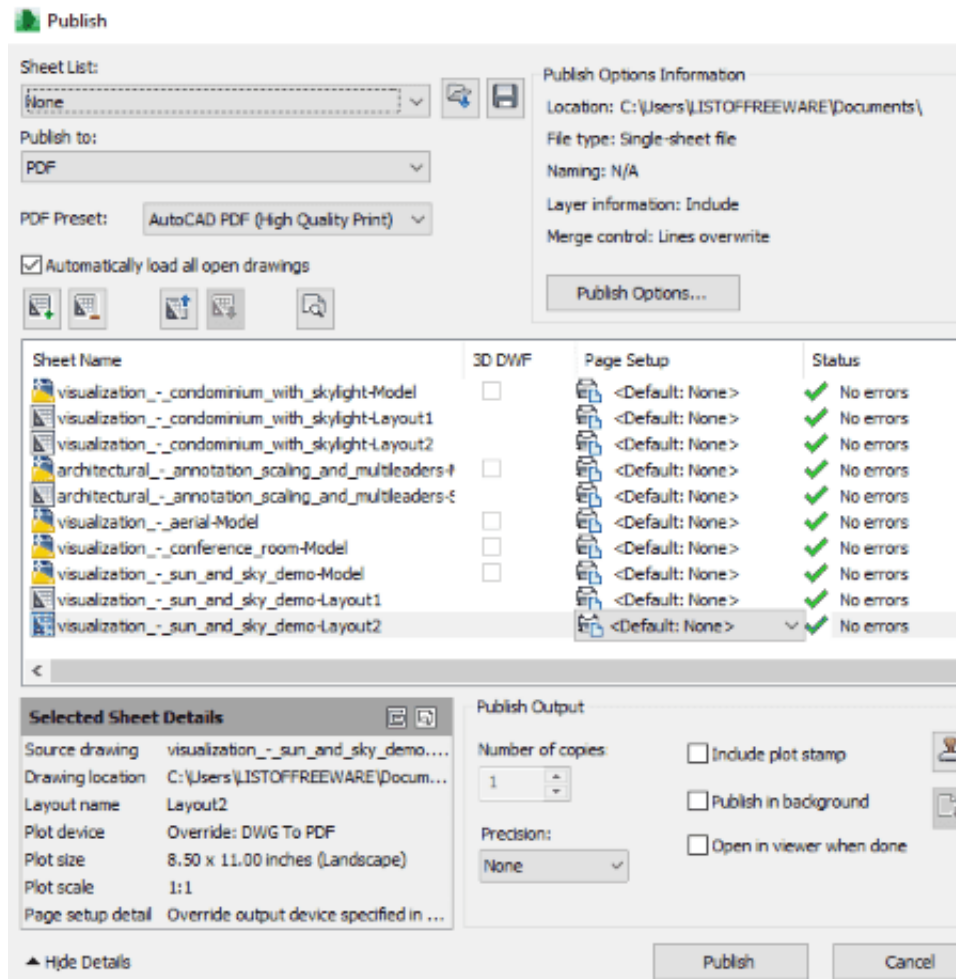 Publish
Sheet List:
None
Publish to:
PDF
PDF Preset: AutoCAD PDF (High Quality Print)
Automatically load all open drawings
Publish Options Information
Location: C:\Users\LISTOFFREEWARE\Documents\
File type: Single-sheet file
Naming: N/A
Layer information: Include
Merge control: Lines overwrite
Publish Options...
Sheet Name 3D DWF Page Setup Status
visualization_-_condominium_with_skylight-Model <Default: None> No errors
visualization_-_condominium_with_skylight-Layout1 <Default: None> No errors
visualization_-_condominium_with_skylight-Layout2 <Default: None> No errors
architectural_-_annotation_scaling_and_multileaders- <Default: None> No errors
architectural_-_annotation_scaling_and_multileaders- <Default: None> No errors
visualization_-_aerial-Model <Default: None> No errors
visualization_-_conference_room-Model <Default: None> No errors
visualization_-_sun_and_sky_demo-Model <Default: None> No errors
visualization_-_sun_and_sky_demo-Layout1 <Default: None> No errors
visualization_-_sun_and_sky_demo-Layout2 <Default: None> No errors
Selected Sheet Details
Source drawing visualization_-_sun_and_sky_demo....
Drawing location C:\Users\LISTOFFREEWARE\Docum...
Layout name Layout2
Plot device Override: DWG To PDF
Plot size 8.50 x 11.00 inches (Landscape)
Plot scale 1:1
Page setup detail Override output device specified in ...
Publish Output
Number of copies
1
Precision:
None
Include plot stamp
Publish in background
Open in viewer when done
Hide Details
Publish
Cancel